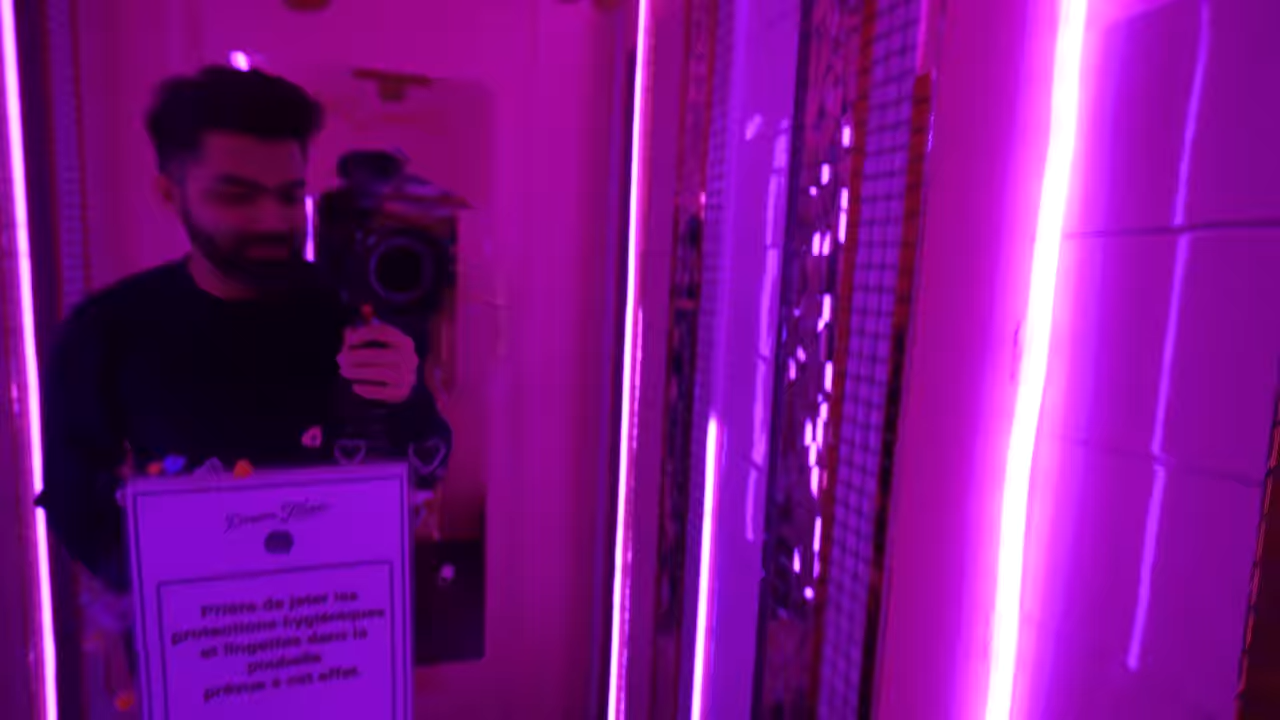 Prière de jeter les
protections hygiéniques
et lingettes dans la
poubelle
prévue à cet effet.